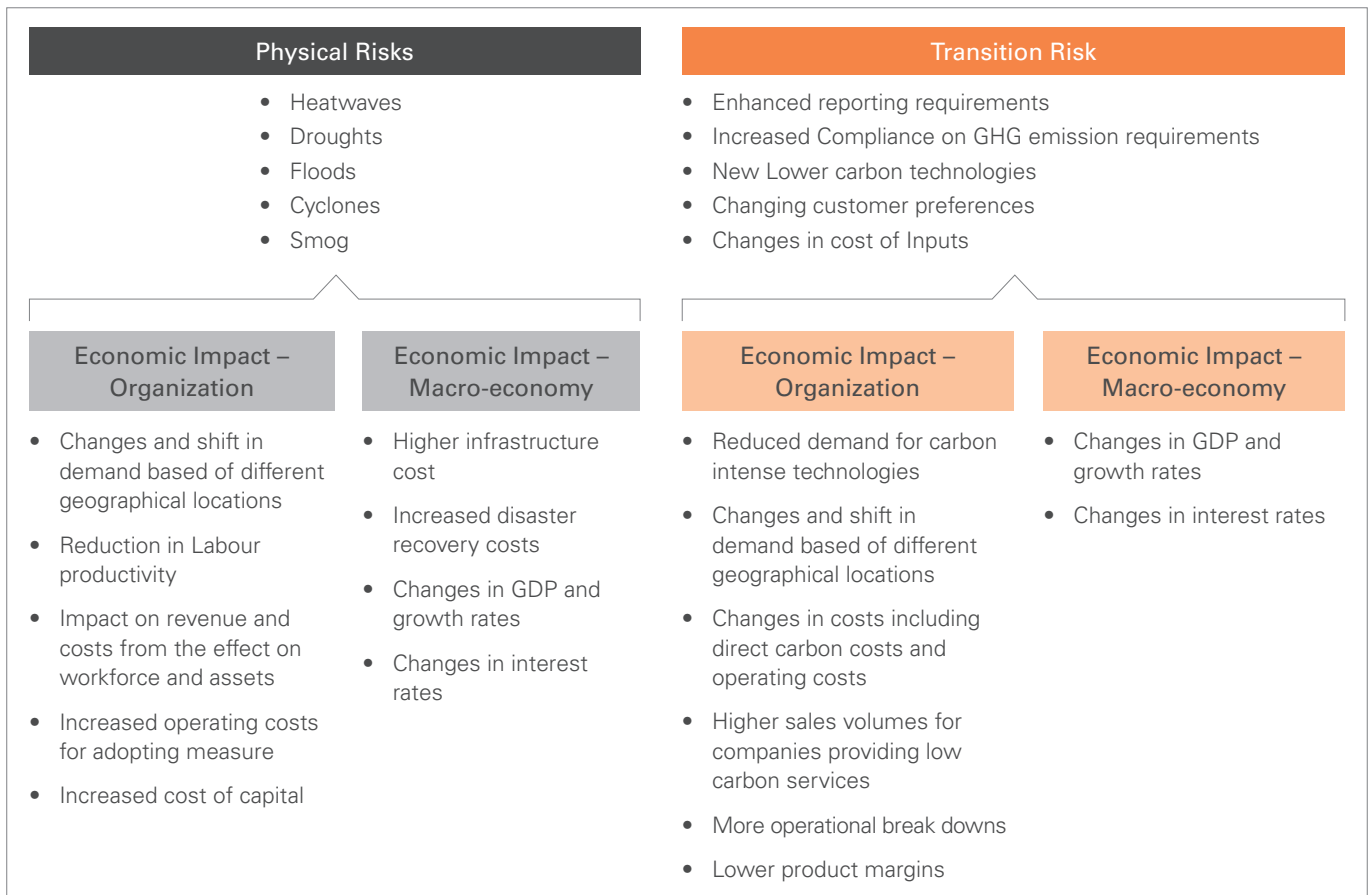 Physical Risks
• Heatwaves
• Droughts
• Floods
• Cyclones
• Smog
Economic Impact –
Organization
• Changes and shift in
demand based of different
geographical locations
• Reduction in Labour
productivity
• Impact on revenue and
costs from the effect on
workforce and assets
• Increased operating costs
for adopting measure
• Increased cost of capital
Economic Impact –
Macro-economy
• Higher infrastructure
cost
• Increased disaster
recovery costs
• Changes in GDP and
growth rates
• Changes in interest
rates
Transition Risk
• Enhanced reporting requirements
• Increased Compliance on GHG emission requirements
• New Lower carbon technologies
• Changing customer preferences
• Changes in cost of Inputs
Economic Impact –
Organization
• Reduced demand for carbon
intense technologies
• Changes and shift in
demand based of different
geographical locations
• Changes in costs including
direct carbon costs and
operating costs
• Higher sales volumes for
companies providing low
carbon services
• More operational break downs
• Lower product margins
Economic Impact –
Macro-economy
• Changes in GDP and
growth rates
• Changes in interest rates